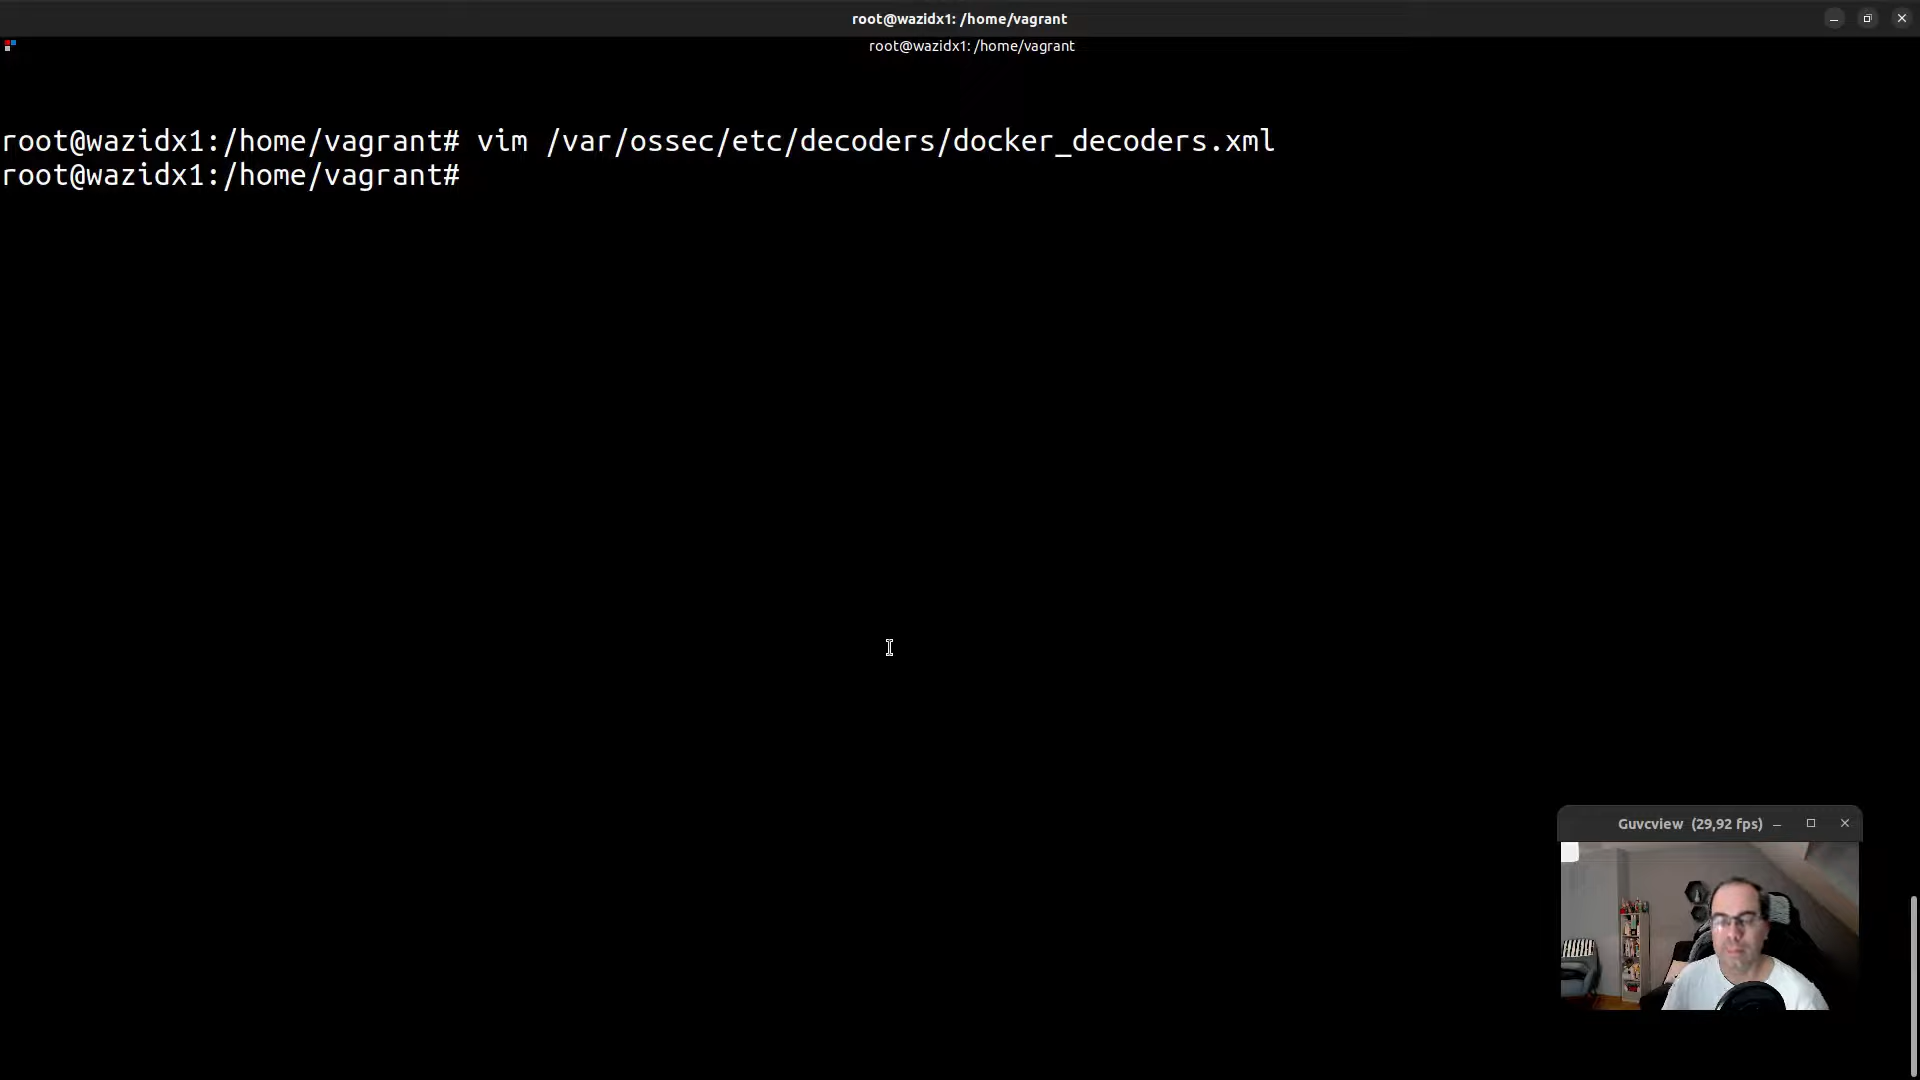 root@wazidx1: /home/vagrant
root@wazidx1: /home/vagrant
root@wazidx1:/home/vagrant# vim /var/ossec/etc/decoders/docker_decoders.xml
root@wazidx1:/home/vagrant#
Guvcview (29,92 fps)